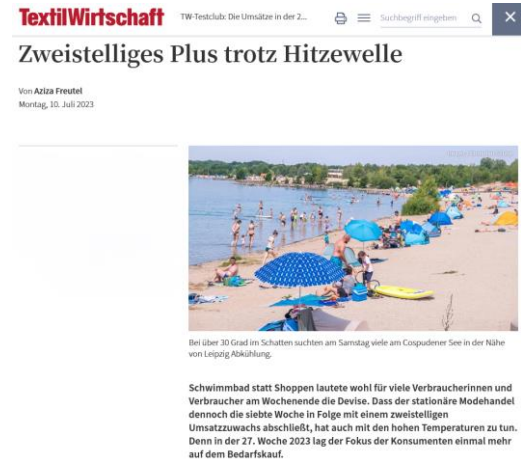 TextilWirtschaft
TW-Testclub: Die Umsätze in der 2...
Suchbegriff eingeben
Zweistelliges Plus trotz Hitzewelle
Von Aziza Freutel
Montag, 10. Juli 2023
Bei über 30 Grad im Schatten suchten am Samstag viele am Cospudener See in der Nähe
von Leipzig Abkühlung.
Schwimmbad statt Shoppen lautete wohl für viele Verbraucherinnen und
Verbraucher am Wochenende die Devise. Dass der stationäre Modehandel
dennoch die siebte Woche in Folge mit einem zweistelligen
Umsatzzuwachs abschließt, hat auch mit den hohen Temperaturen zu tun.
Denn in der 27. Woche 2023 lag der Fokus der Konsumenten einmal mehr
auf dem Bedarfskauf.